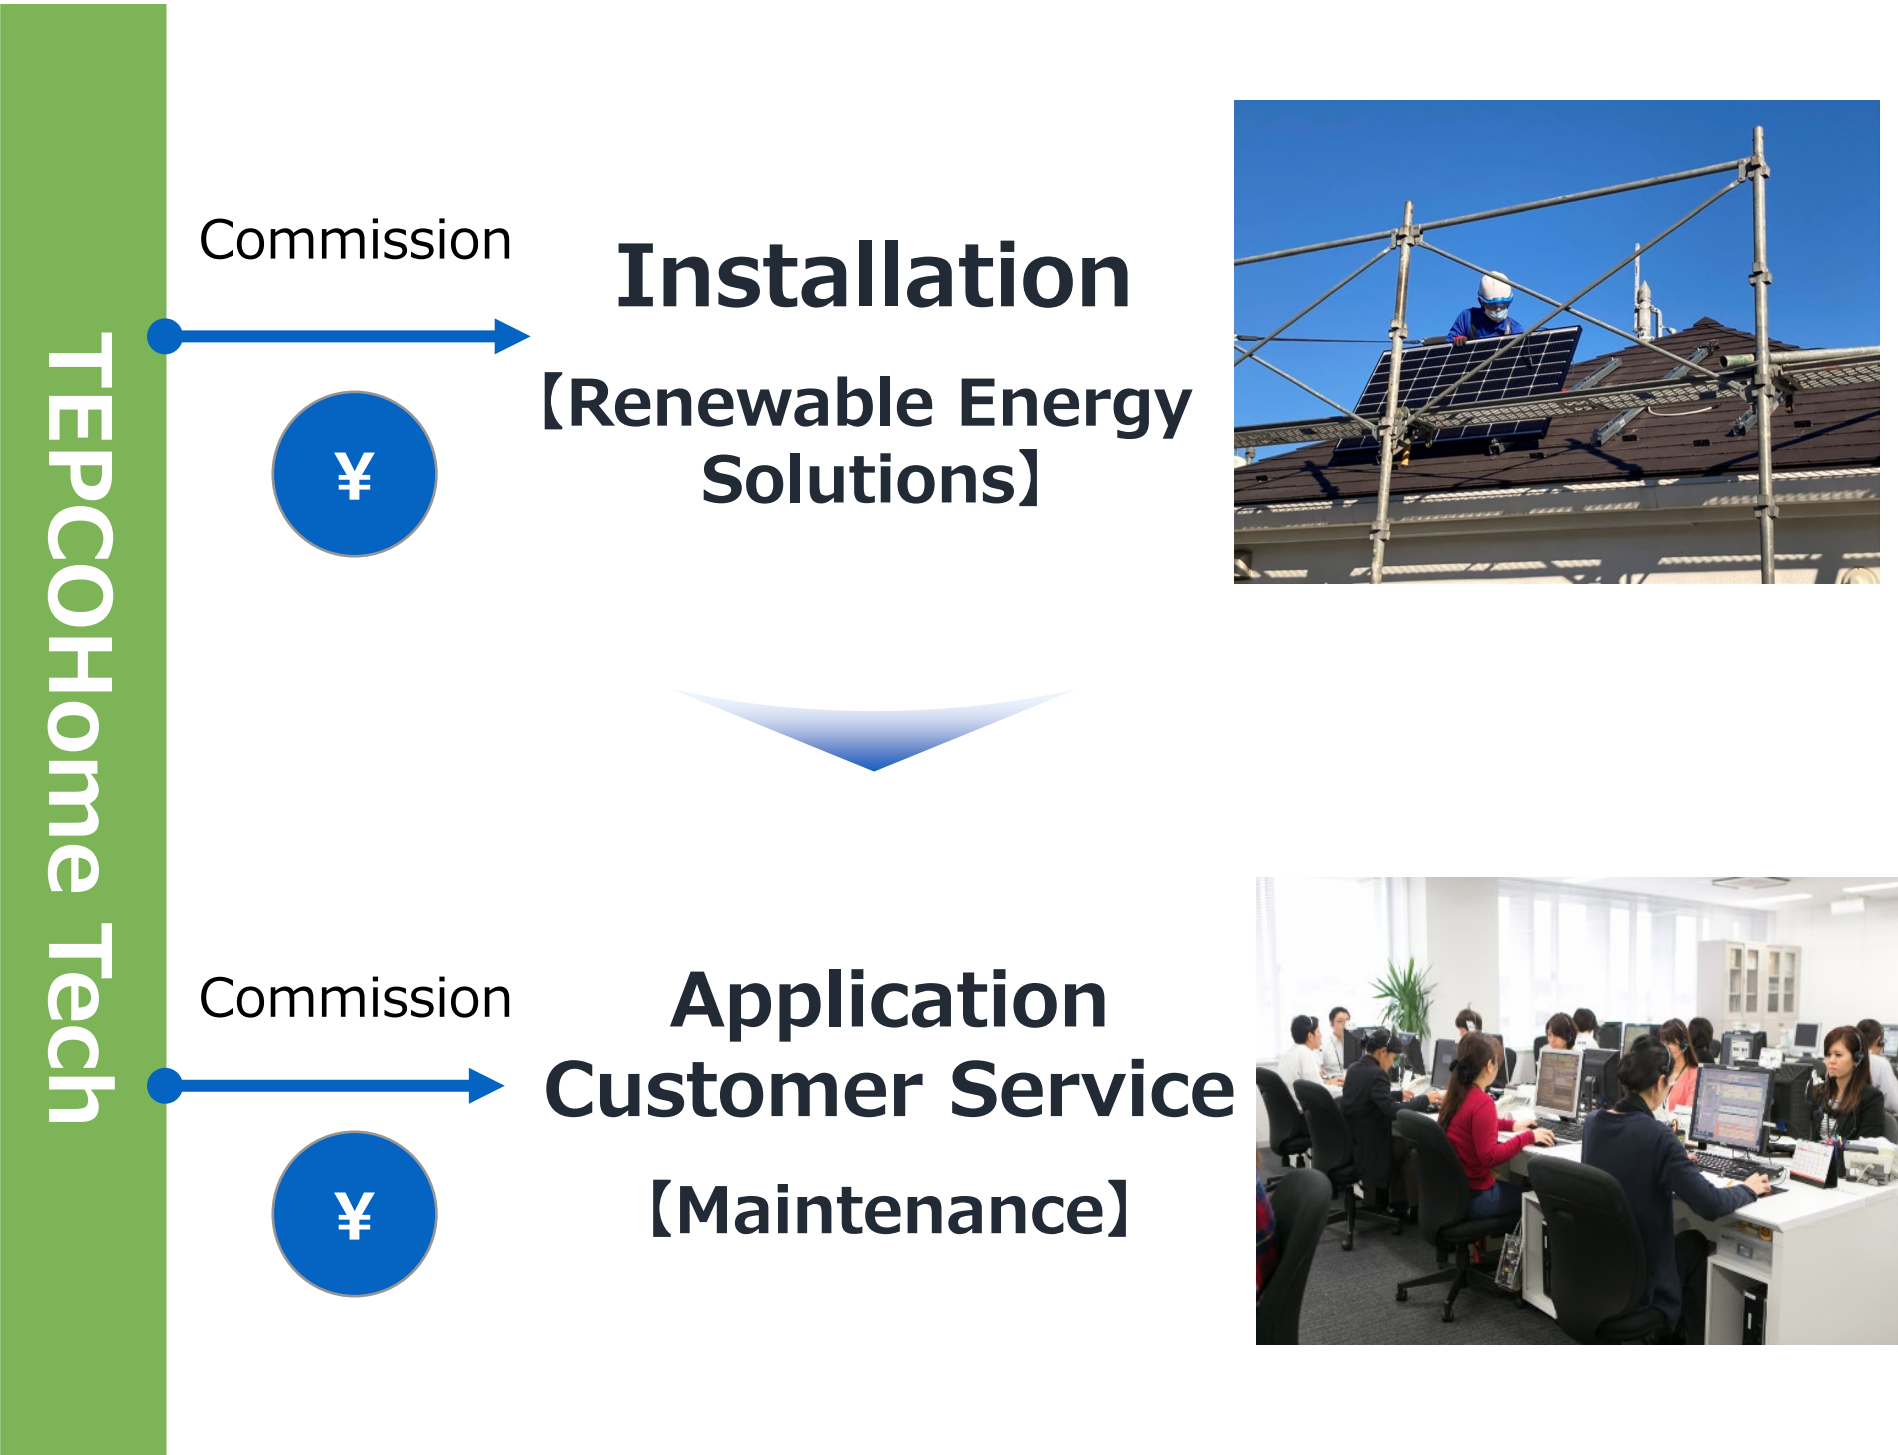 TEPCOHome Tech
Commission
¥
Installation
【Renewable Energy
Solutions】
Commission
¥
Application
Customer Service
【Maintenance】